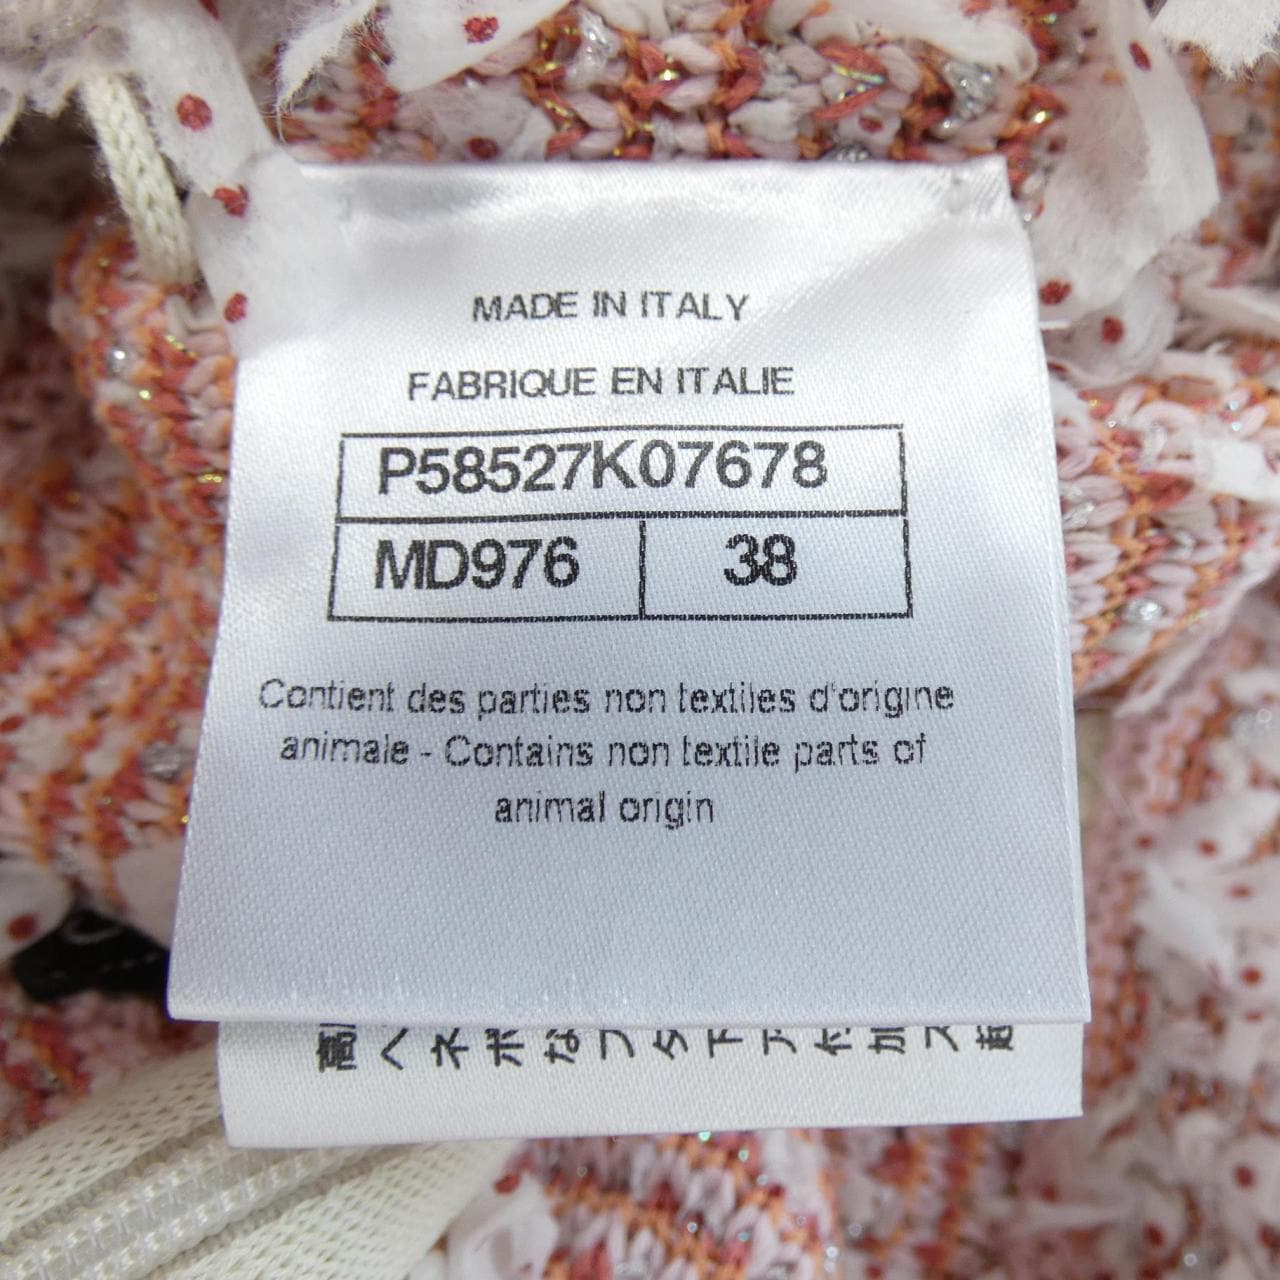 MADE IN ITALY
FABRIQUE EN ITALIE
P58527K07678
MD976 38
Contient des parties non textiles d'origine
animale - Contains non textile parts of
animal origin